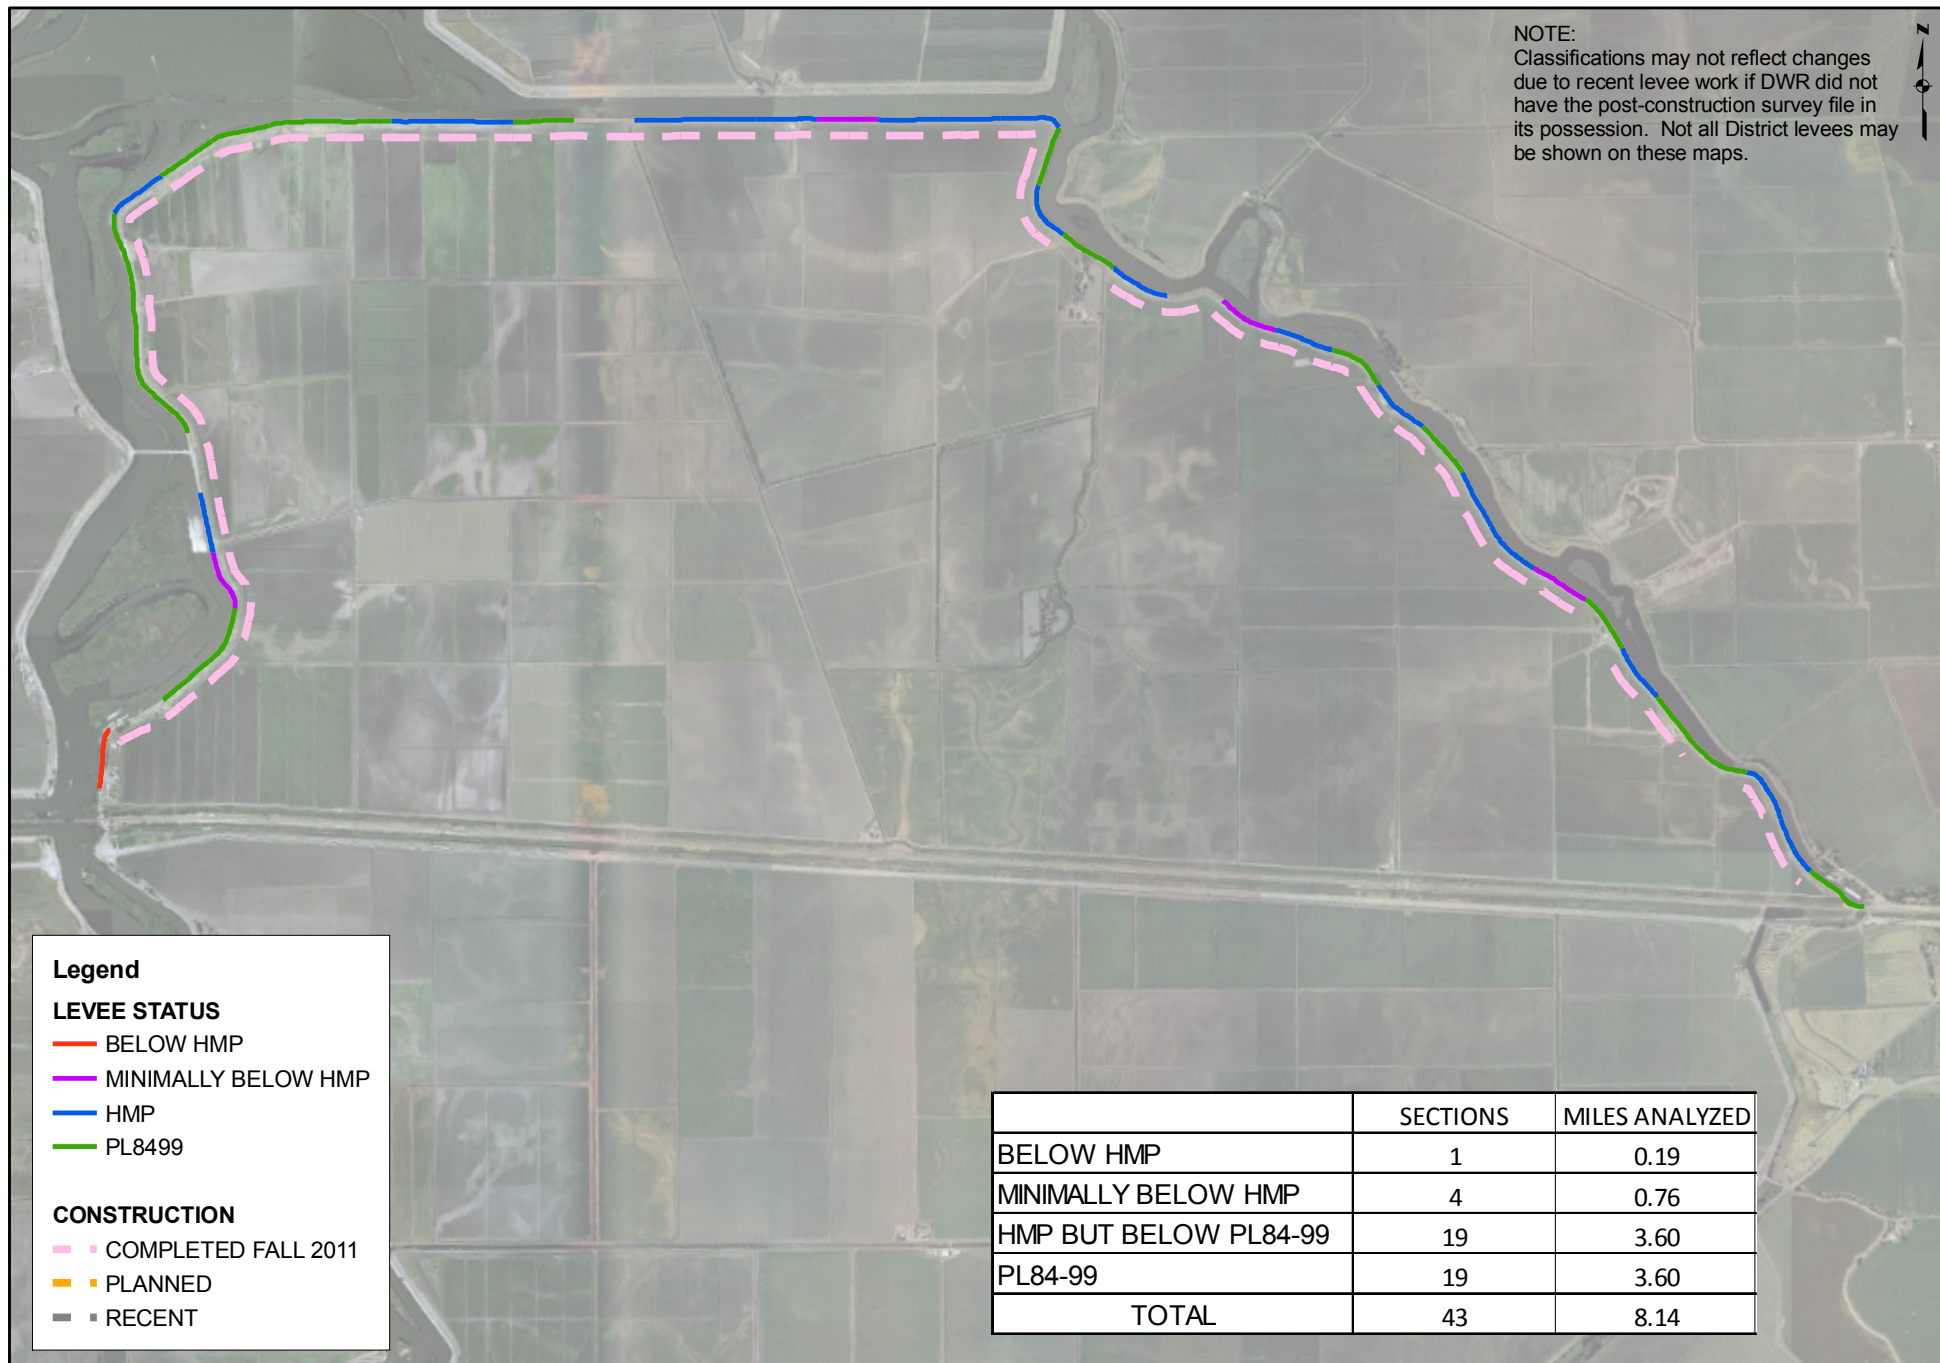 NOTE:
Classifications may not reflect changes
due to recent levee work if DWR did not
have the post-construction survey file in
its possession.  Not all District levees may
be shown on these maps.
N
Legend
LEVEE STATUS
BELOW HMP
MINIMALLY BELOW HMP
HMP
PL8499
CONSTRUCTION
COMPLETED FALL 2011
PLANNED
RECENT
SECTIONS MILES ANALYZED
BELOW HMP 1 0.19
MINIMALLY BELOW HMP 4 0.76
HMP BUT BELOW PL84-99 19 3.60
PL84-99 19 3.60
TOTAL 43 8.14